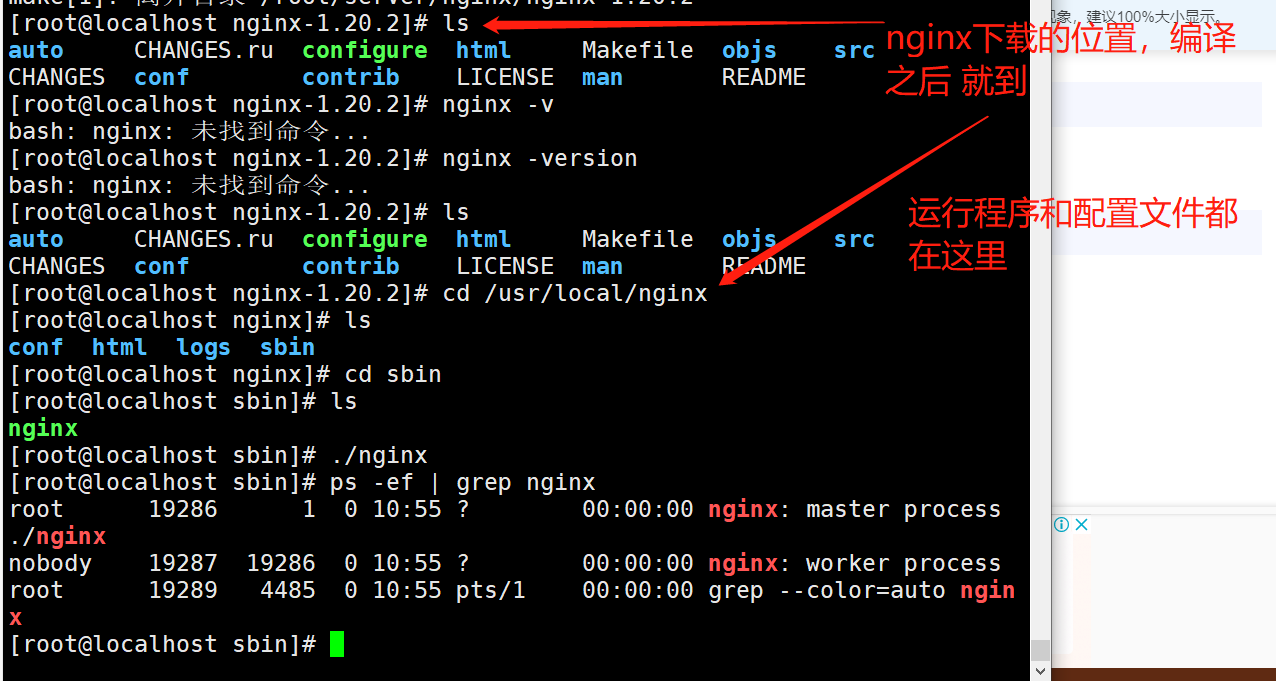 make[1]: 离开目录"/root/server/nginx/nginx-1.20.2"
[root@localhost nginx-1.20.2]# ls
auto     CHANGES.ru  configure  html     Makefile  objs    src
CHANGES  conf        contrib    LICENSE  man       README
[root@localhost nginx-1.20.2]# nginx -v
bash: nginx: 未找到命令...
[root@localhost nginx-1.20.2]# nginx -version
bash: nginx: 未找到命令...
[root@localhost nginx-1.20.2]# ls
auto     CHANGES.ru  configure  html     Makefile  objs    src
CHANGES  conf        contrib    LICENSE  man       README
[root@localhost nginx-1.20.2]# cd /usr/local/nginx
[root@localhost nginx]# ls
conf  html  logs  sbin
[root@localhost nginx]# cd sbin
[root@localhost sbin]# ls
nginx
[root@localhost sbin]# ./nginx
[root@localhost sbin]# ps -ef | grep nginx
root      19286      1  0 10:55 ?        00:00:00 nginx: master process
./nginx
nobody    19287  19286  0 10:55 ?        00:00:00 nginx: worker process
root      19289   4485  0 10:55 pts/1    00:00:00 grep --color=auto ngin
x
[root@localhost sbin]#
现象，建议100%大小显示。
nginx下载的位置，编译
之后 就到
运行程序和配置文件都
在这里